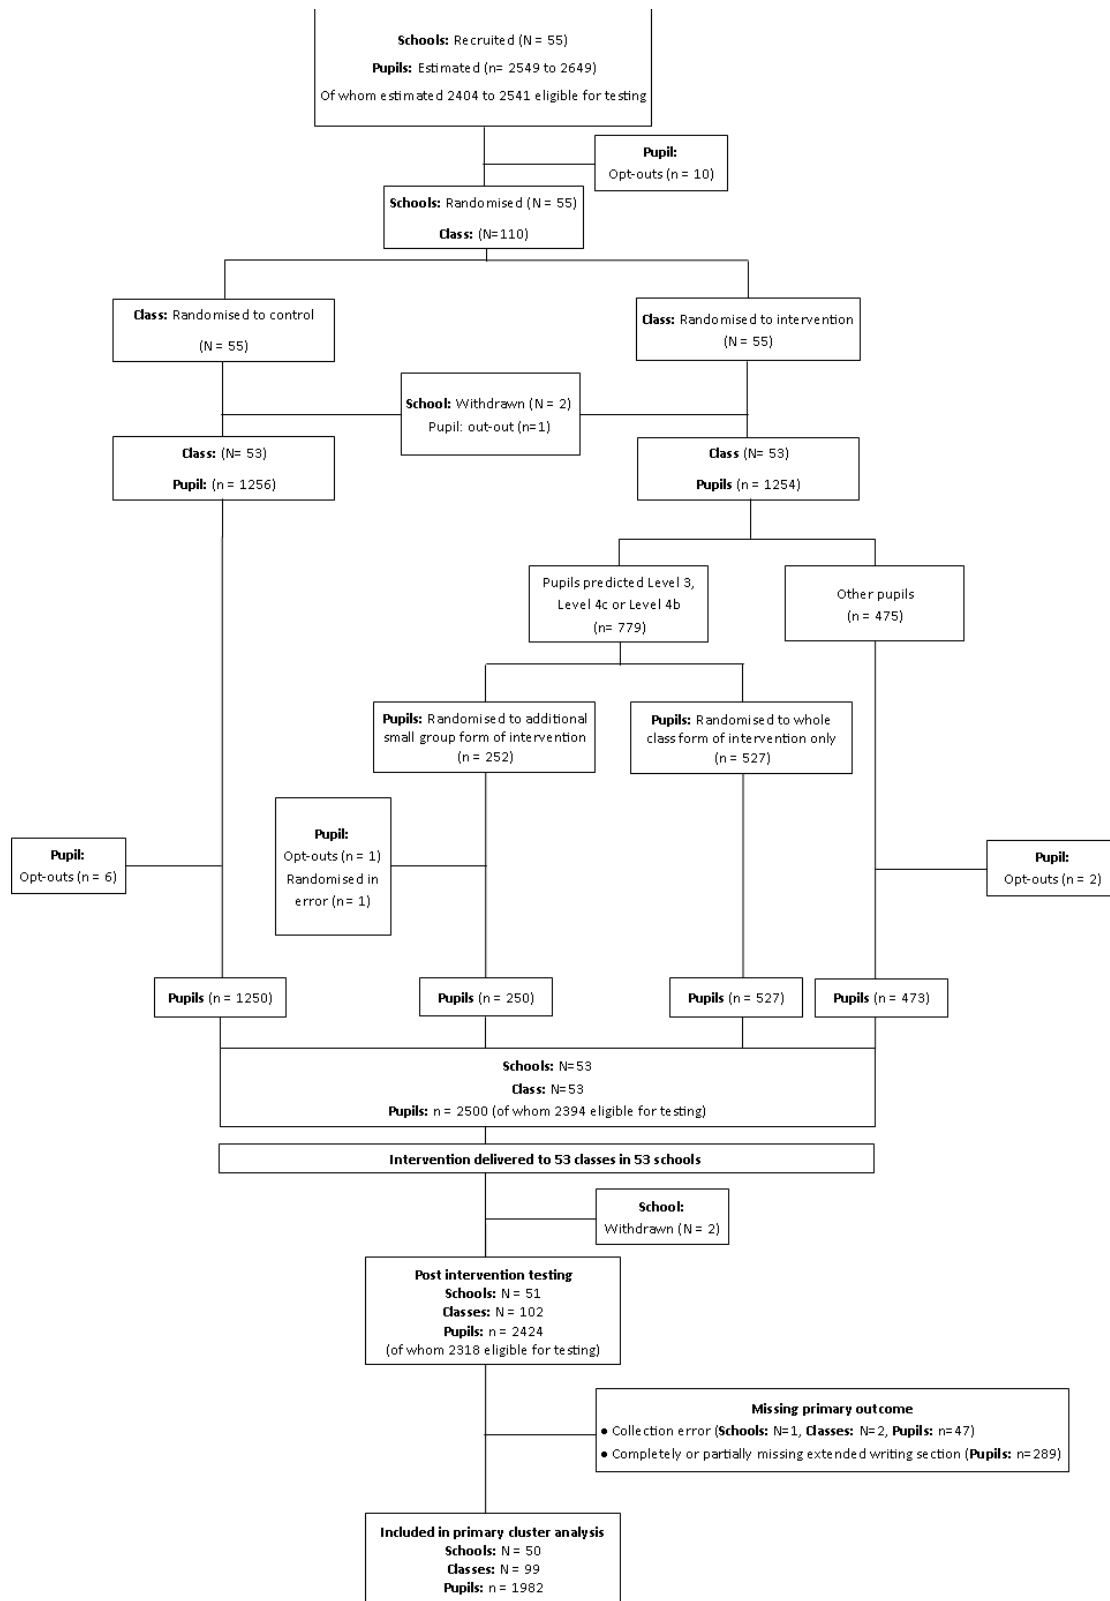 Schools: Recruited (N = 55)
Pupils: Estimated (n= 2549 to 2649)
Of whom estimated 2404 to 2541 eligible for testing
Pupil:
Opt-outs (n = 10)
Schools: Randomised (N = 55)
Class: (N=110)
Class: Randomised to control
(N = 55)
Class: Randomised to intervention
(N = 55)
School: Withdrawn (N = 2)
Pupil: out-out (n=1)
Class: (N= 53)
Pupil: (n = 1256)
Class (N= 53)
Pupils (n = 1254)
Pupils predicted Level 3,
Level 4c or Level 4b
(n= 779)
Other pupils
(n = 475)
Pupils: Randomised to additional
small group form of intervention
(n = 252)
Pupils: Randomised to whole
class form of intervention only
(n = 527)
Pupil:
Opt-outs (n = 6)
Pupil:
Opt-outs (n = 1)
Randomised in
error (n = 1)
Pupil:
Opt-outs (n = 2)
Pupils (n = 1250)
Pupils (n = 250)
Pupils (n = 527)
Pupils (n = 473)
Schools: N=53
Class: N=53
Pupils: n = 2500 (of whom 2394 eligible for testing)
Intervention delivered to 53 classes in 53 schools
School:
Withdrawn (N = 2)
Post intervention testing
Schools: N = 51
Classes: N = 102
Pupils: n = 2424
(of whom 2318 eligible for testing)
Missing primary outcome
• Collection error (Schools: N=1, Classes: N=2, Pupils: n=47)
• Completely or partially missing extended writing section (Pupils: n=289)
Included in primary cluster analysis
Schools: N = 50
Classes: N = 99
Pupils: n = 1982